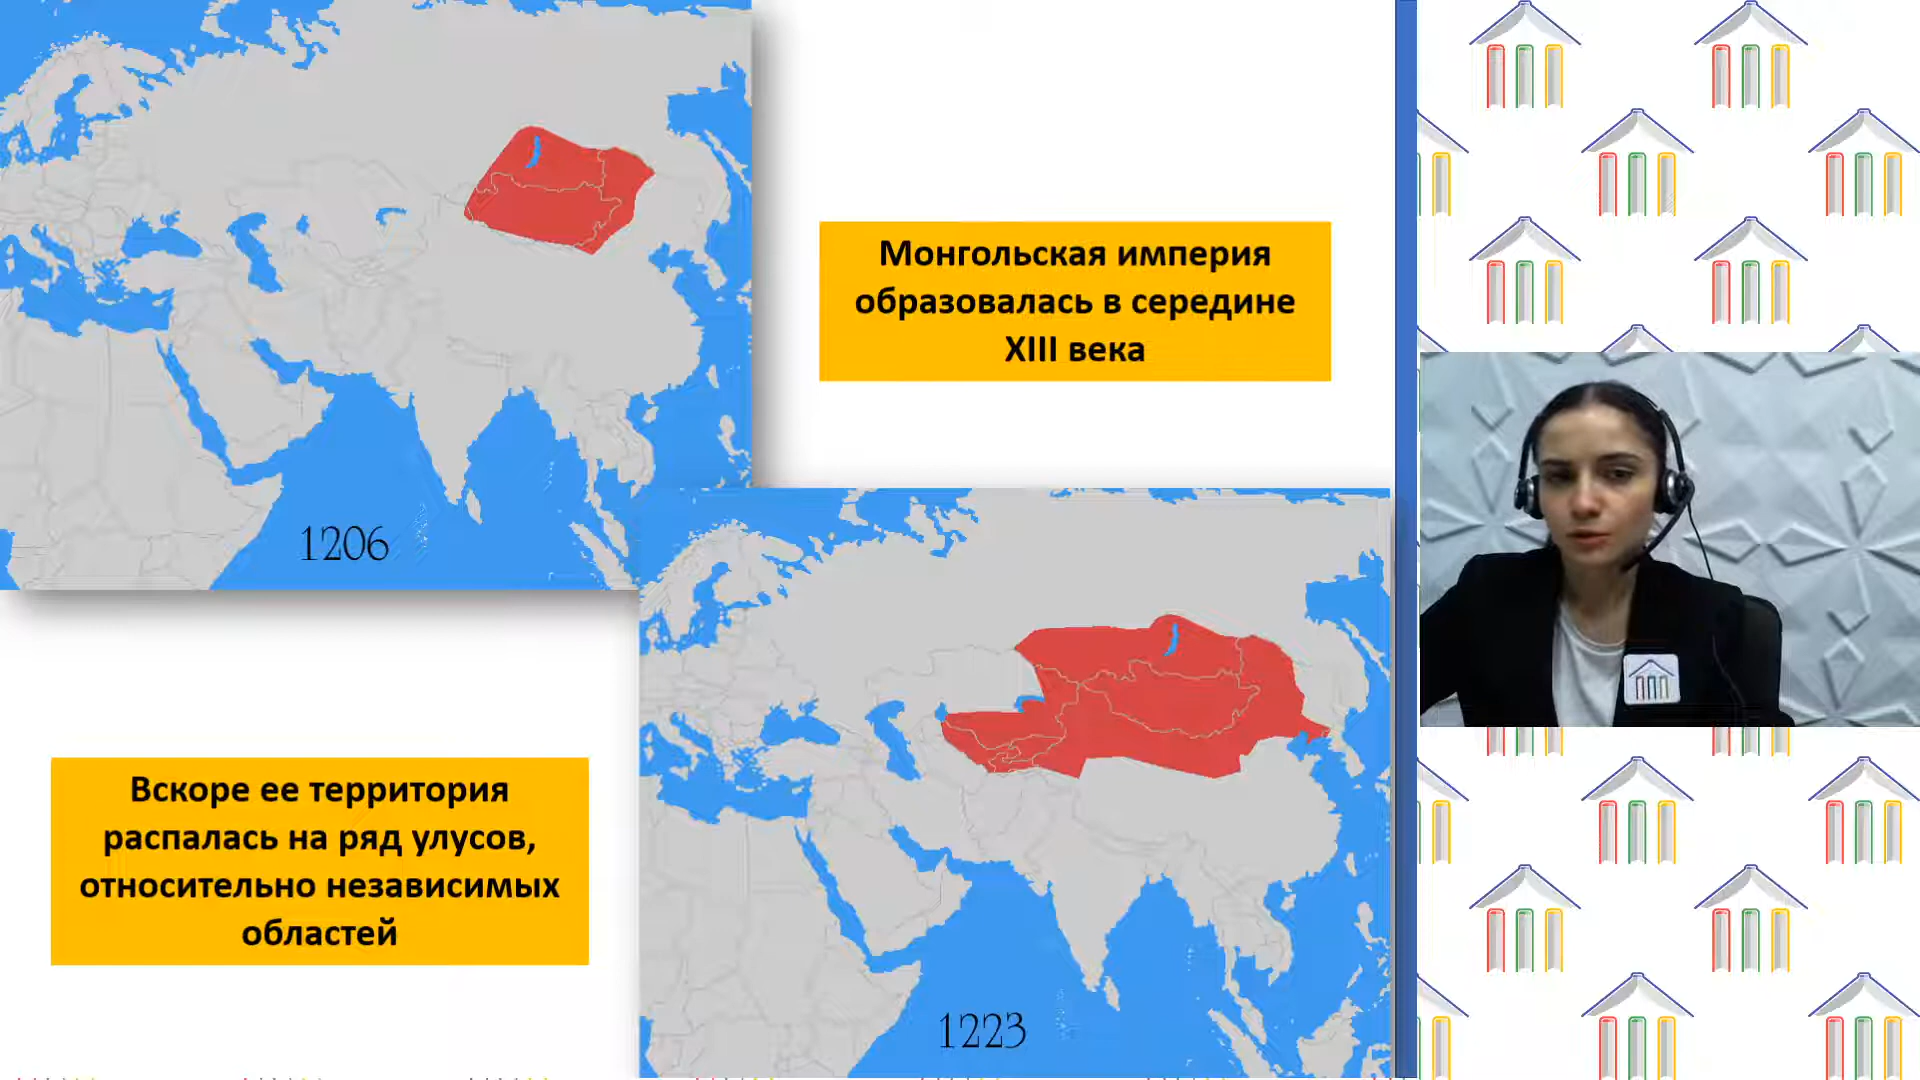 Монгольская империя
образовалась в середине
XIII века
1206
Вскоре ее территория
распалась на ряд улусов,
относительно независимых
областей
1223